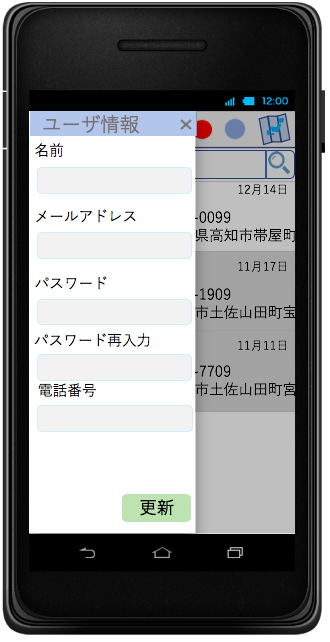 12:00
ユーザ情報 ×
名前
12月14日
-0099
メールアドレス
県高知市帯屋町
11月17日
パスワード
-1909
市土佐山田町宝
パスワード再入力
11月11日
-7709
電話番号
市土佐山田町宮
更新